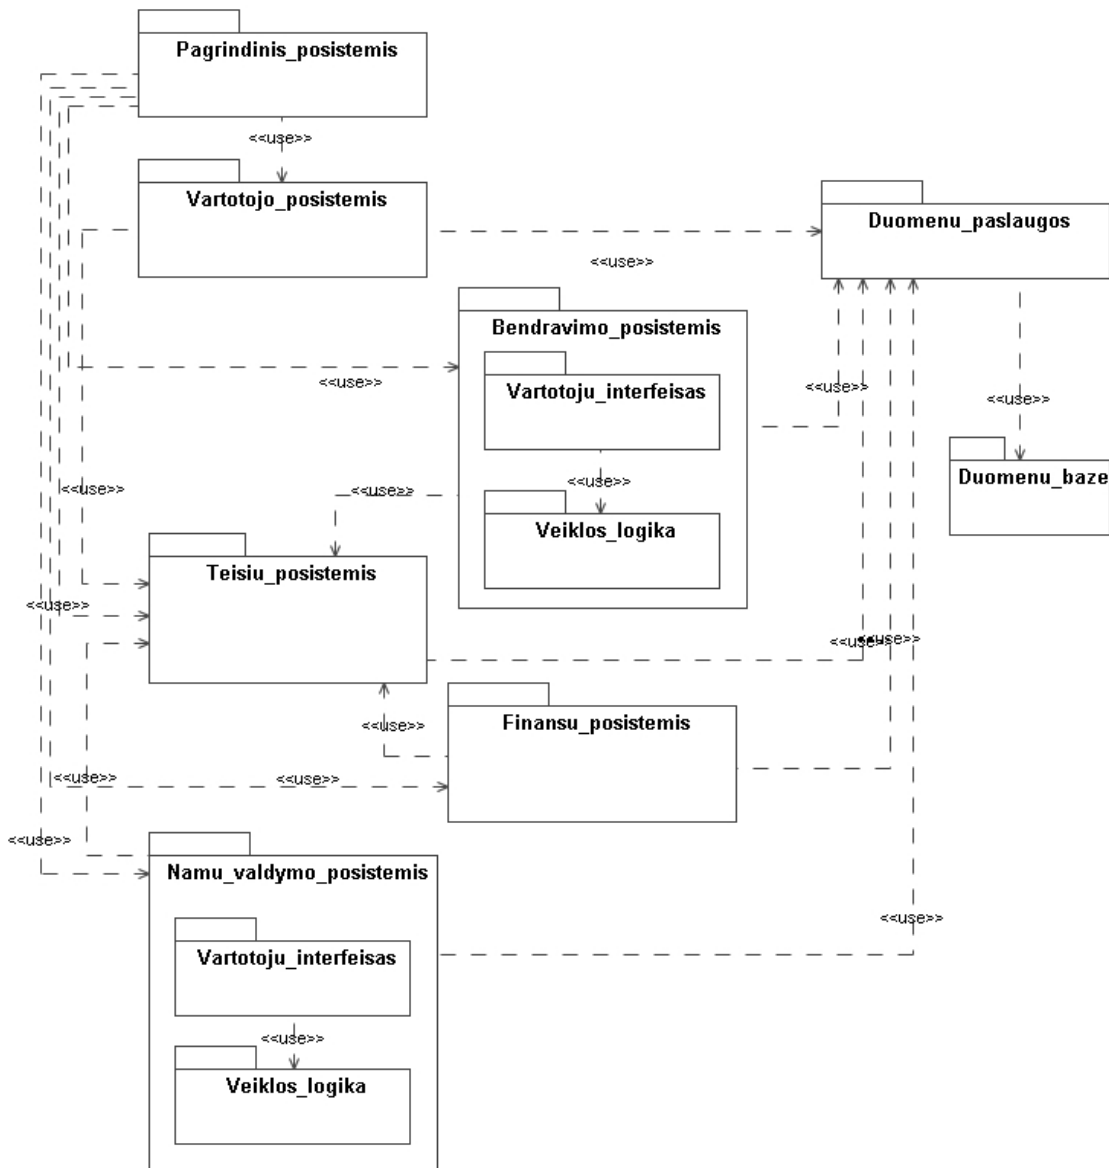 Pagrindinis_posistemis
<<use>>
Vartotojo_posistemis
Duomenu_paslaugos
<<use>>
Bendravimo_posistemis
<<use>>
Vartotoju_interfeisas
<<use>>
<<use>>
Duomenu_baze
<<use>>
<<use>>
<<use>>
Veiklos_logika
Teisiu_posistemis
<<use>>
<<use>>
<<use>>
Finansu_posistemis
<<use>>
<<use>>
<<use>>
<<use>>
Namu_valdymo_posistemis
<<use>>
Vartotoju_interfeisas
<<use>>
Veiklos_logika